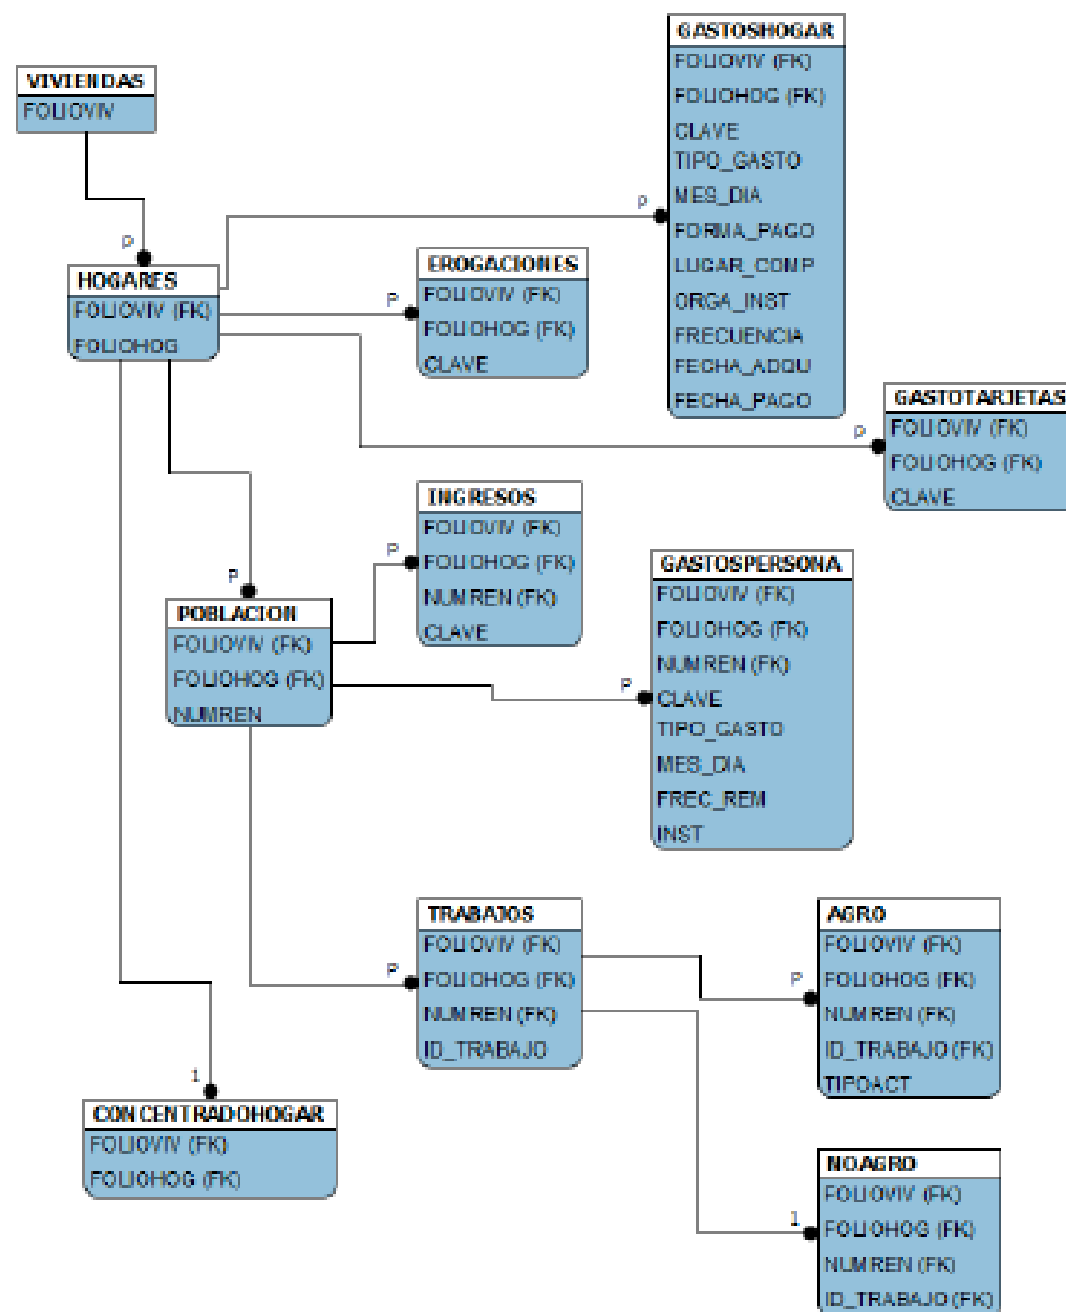 VIVIENDAS
FOLIOVIV
P
HOGARES
FOLIOVIV (FK)
FOLIOHOG
P
EROGACIONES
FOLIOVIV (FK)
FOLIOHOG (FK)
CLAVE
P
GASTOSHOGAR
FOLIOVIV (FK)
FOLIOHOG (FK)
CLAVE
TIPO_GASTO
MES_DIA
FORMA_PAGO
LUGAR_COMP
ORGA_INST
FRECUENCIA
FECHA_ADQU
FECHA_PAGO
P
GASTOTARJETAS
FOLIOVIV (FK)
FOLIOHOG (FK)
CLAVE
P
POBLACION
FOLIOVIV (FK)
FOLIOHOG (FK)
NUMREN
P
INGRESOS
FOLIOVIV (FK)
FOLIOHOG (FK)
NUMREN (FK)
CLAVE
P
GASTOSPERSONA
FOLIOVIV (FK)
FOLIOHOG (FK)
NUMREN (FK)
CLAVE
TIPO_GASTO
MES_DIA
FREC_REM
INST
P
TRABAJOS
FOLIOVIV (FK)
FOLIOHOG (FK)
NUMREN (FK)
ID_TRABAJO
P
AGRO
FOLIOVIV (FK)
FOLIOHOG (FK)
NUMREN (FK)
ID_TRABAJO (FK)
TIPOACT
1
CONCENTRADOHOGAR
FOLIOVIV (FK)
FOLIOHOG (FK)
1
NOAGRO
FOLIOVIV (FK)
FOLIOHOG (FK)
NUMREN (FK)
ID_TRABAJO (FK)